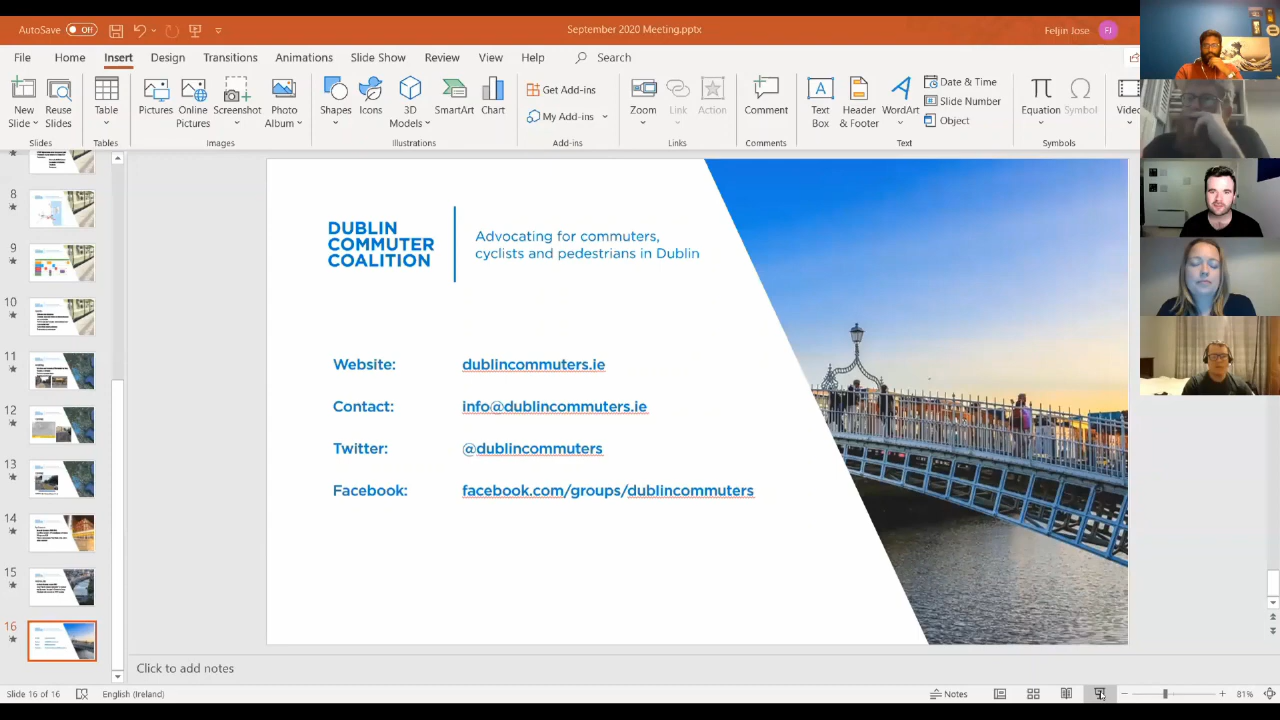 AutoSave Off
September 2020 Meeting.pptx
Feljin Jose FJ
File Home Insert Design Transitions Animations Slide Show Review View Help Search
New Slide
Reuse Slides
Table
Pictures
Online Pictures
Screenshot
Photo Album
Shapes
Icons
3D Models
SmartArt
Chart
Get Add-ins
My Add-ins
Zoom
Link
Action
Comment
Text Box
Header & Footer
WordArt
Date & Time
Slide Number
Object
Equation
Symbol
Video
Slides Tables Images Illustrations Add-ins Links Comments Text Symbols
8
9
10
11
12
13
14
15
16
DUBLIN
COMMUTER
COALITION
Advocating for commuters,
cyclists and pedestrians in Dublin
Website: dublincommuters.ie
Contact: info@dublincommuters.ie
Twitter: @dublincommuters
Facebook: facebook.com/groups/dublincommuters
Click to add notes
Slide 16 of 16 English (Ireland) Notes 81%